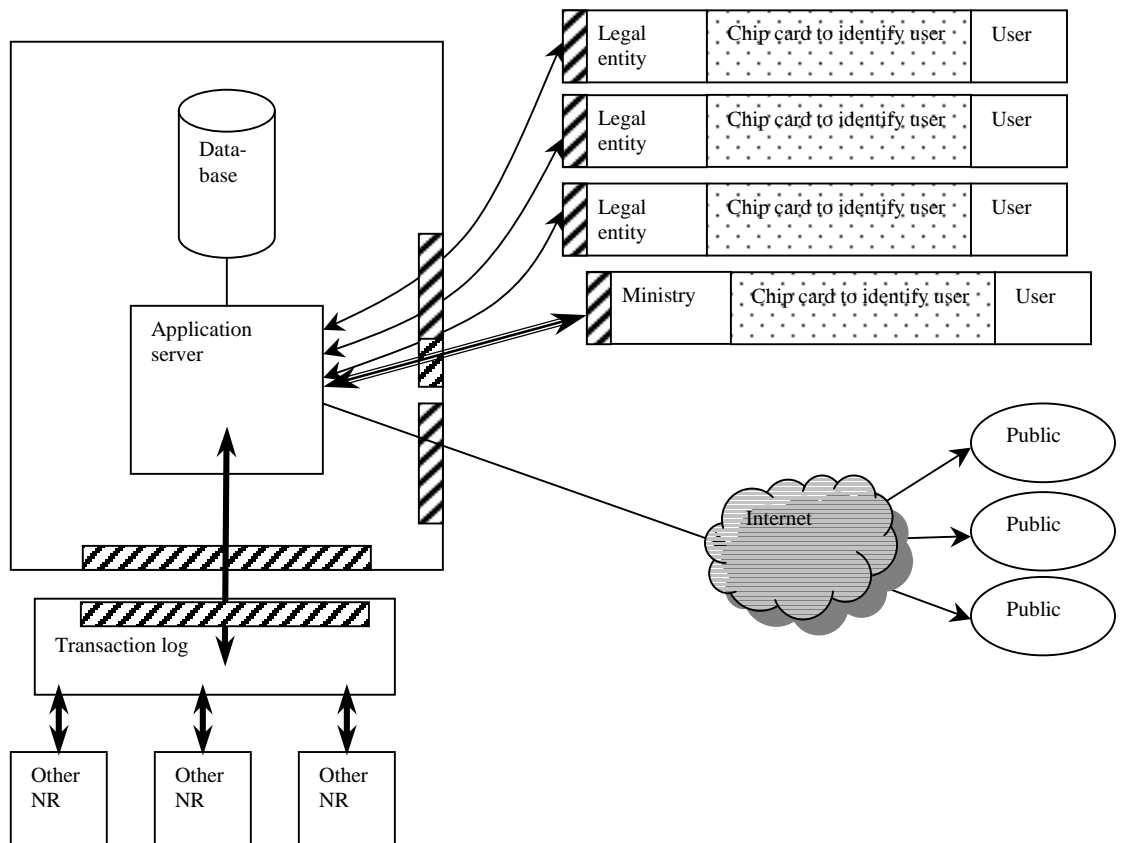 Legal
entity
Chip card to identify user
User
Data-
base
Legal
entity
Chip card to identify user
User
Legal
entity
Chip card to identify user
User
Ministry
Chip card to identify user
User
Application
server
Public
Internet
Public
Public
Transaction log
Other
NR
Other
NR
Other
NR